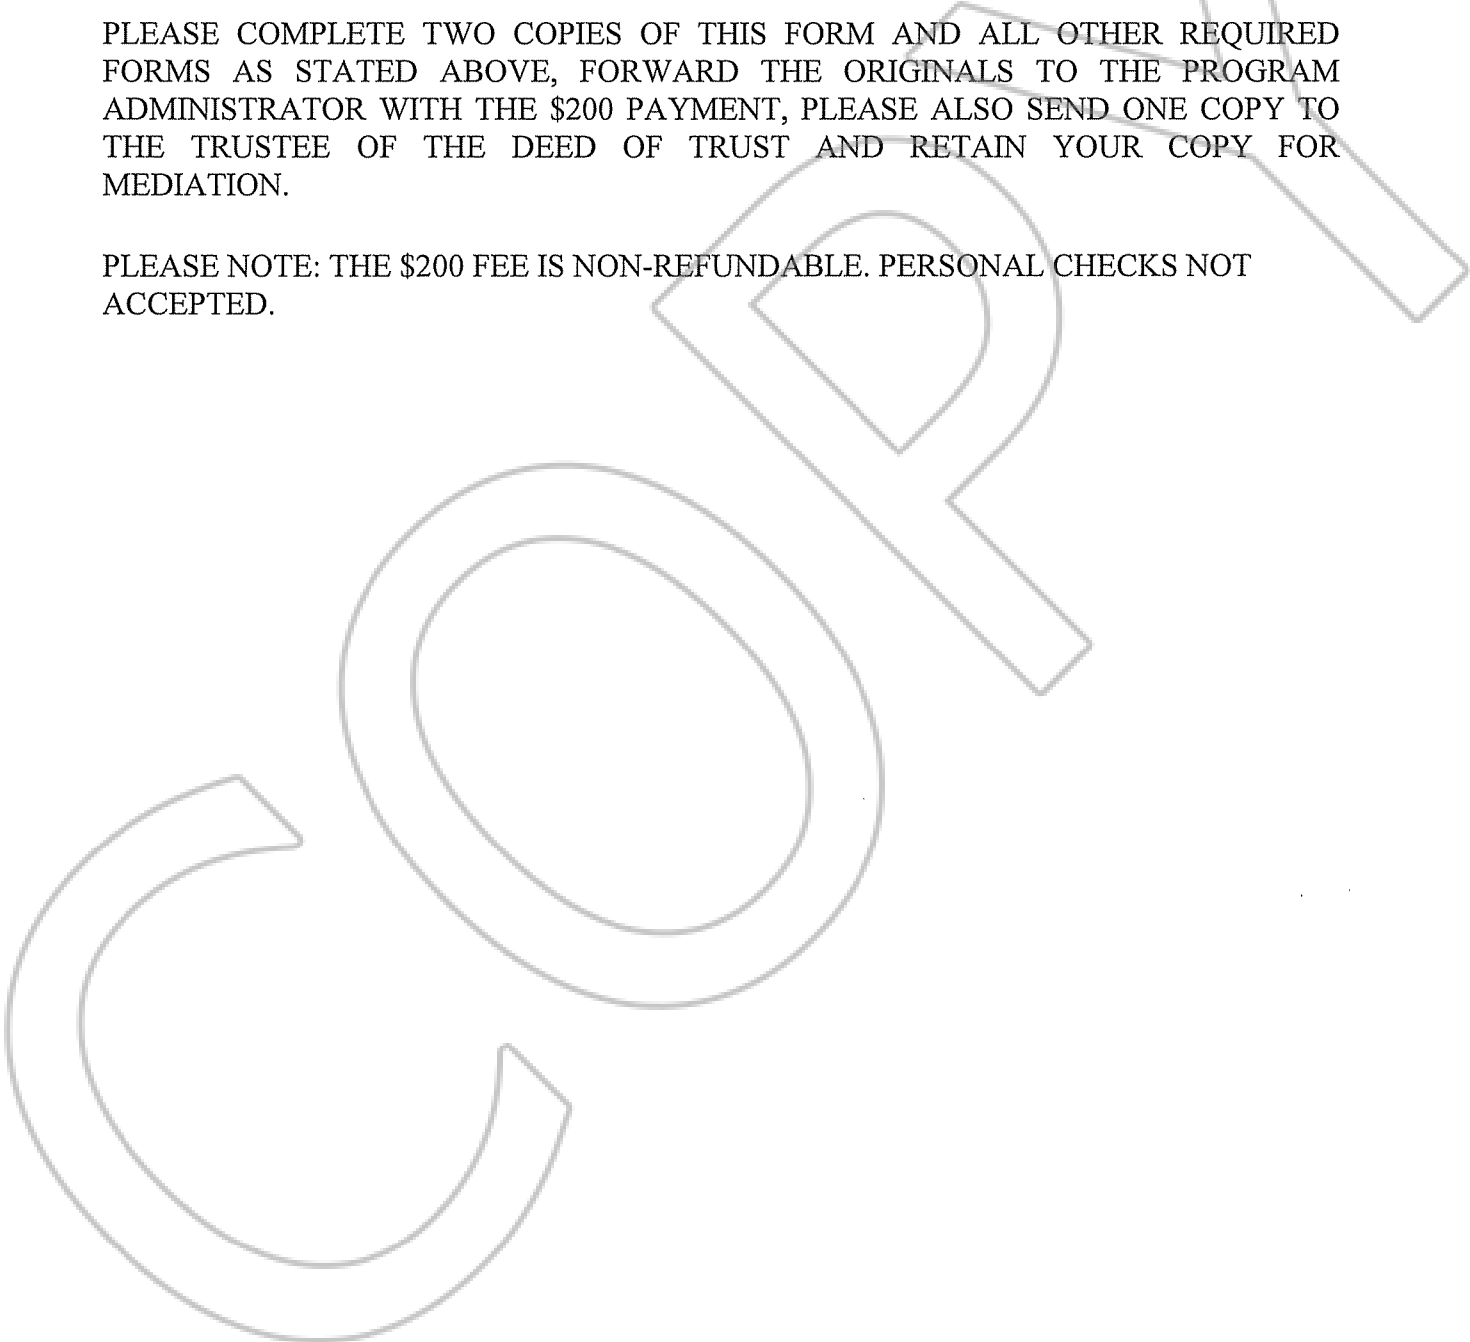 PLEASE COMPLETE TWO COPIES OF THIS FORM AND ALL OTHER REQUIRED
FORMS AS STATED ABOVE, FORWARD THE ORIGINALS TO THE PROGRAM
ADMINISTRATOR WITH THE $200 PAYMENT, PLEASE ALSO SEND ONE COPY TO
THE TRUSTEE OF THE DEED OF TRUST AND RETAIN YOUR COPY FOR
MEDIATION.
PLEASE NOTE: THE $200 FEE IS NON-REFUNDABLE. PERSONAL CHECKS NOT
ACCEPTED.
COPY